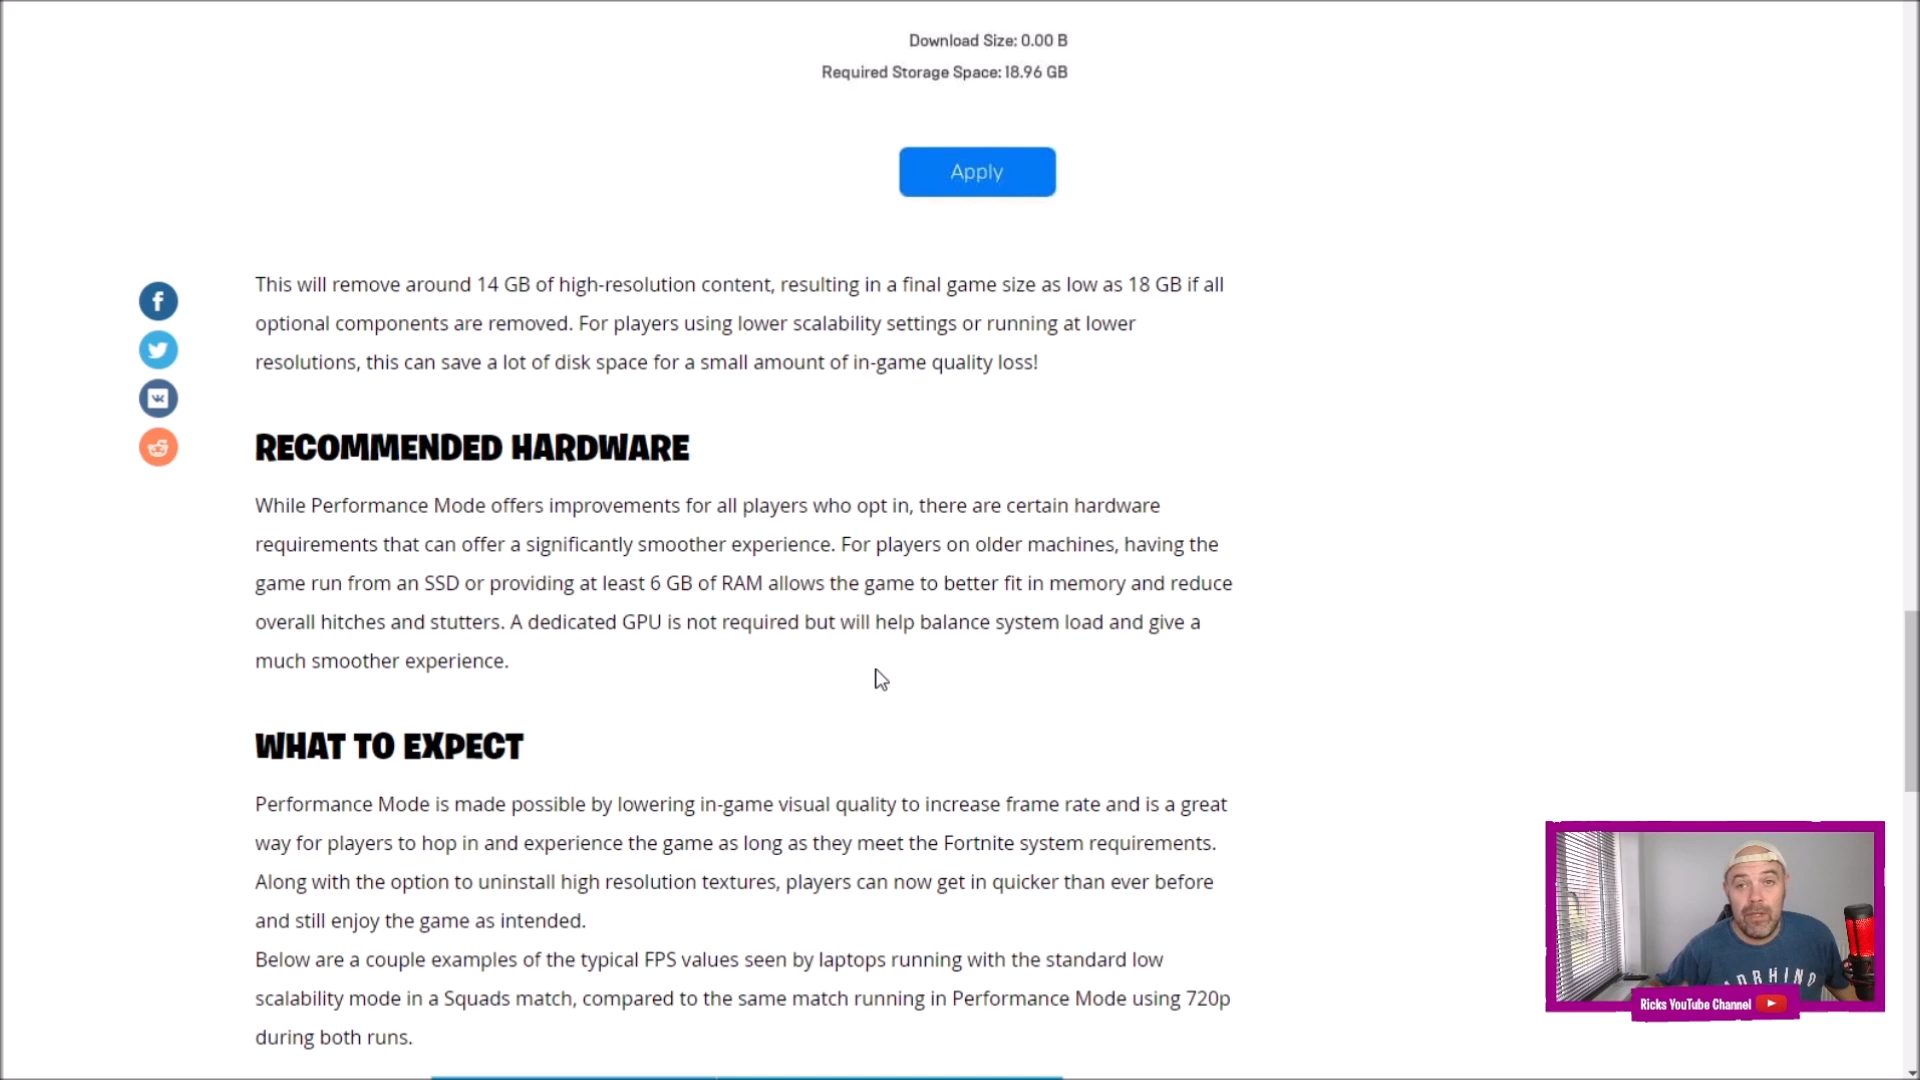 Download Size: 0.00 B
Required Storage Space: 18.96 GB
Apply
This will remove around 14 GB of high-resolution content, resulting in a final game size as low as 18 GB if all
optional components are removed. For players using lower scalability settings or running at lower
resolutions, this can save a lot of disk space for a small amount of in-game quality loss!
RECOMMENDED HARDWARE
While Performance Mode offers improvements for all players who opt in, there are certain hardware
requirements that can offer a significantly smoother experience. For players on older machines, having the
game run from an SSD or providing at least 6 GB of RAM allows the game to better fit in memory and reduce
overall hitches and stutters. A dedicated GPU is not required but will help balance system load and give a
much smoother experience.
WHAT TO EXPECT
Performance Mode is made possible by lowering in-game visual quality to increase frame rate and is a great
way for players to hop in and experience the game as long as they meet the Fortnite system requirements.
Along with the option to uninstall high resolution textures, players can now get in quicker than ever before
and still enjoy the game as intended.
Below are a couple examples of the typical FPS values seen by laptops running with the standard low
scalability mode in a Squads match, compared to the same match running in Performance Mode using 720p
during both runs.
Ricks YouTube Channel